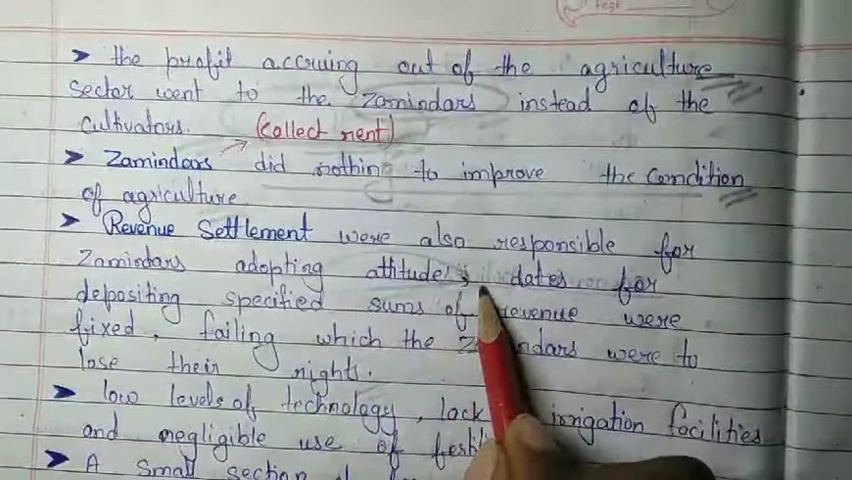 Page
➤ the profit accruing out of the agriculture
sector went to the zamindars instead of the
cultivators. (collect rent)
➤ Zamindars did nothing to improve the condition
of agriculture
➤ Revenue Settlement were also responsible for
Zamindars adopting attitude; dates for
depositing specified sums of revenue were
fixed, failing which the were to
lose their rights.
➤ low levels of technology, lack irrigation facilities
and negligible use of
➤ A small section